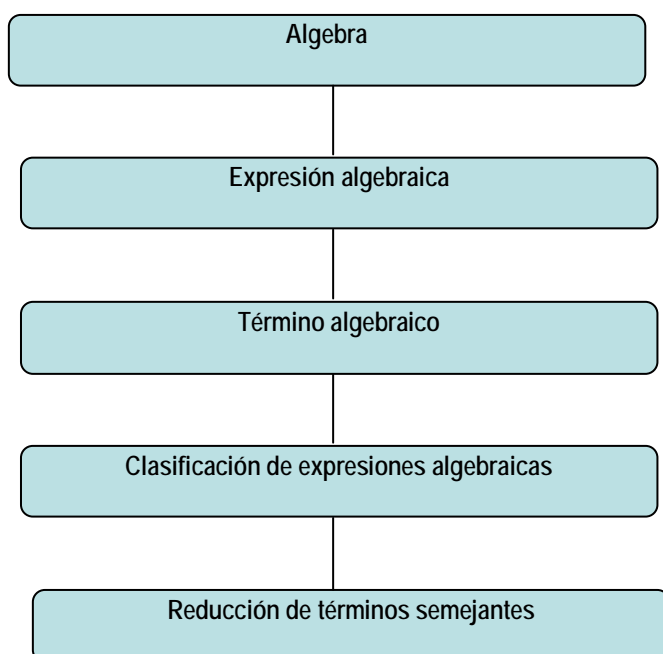 Algebra
Expresión algebraica
Término algebraico
Clasificación de expresiones algebraicas
Reducción de términos semejantes